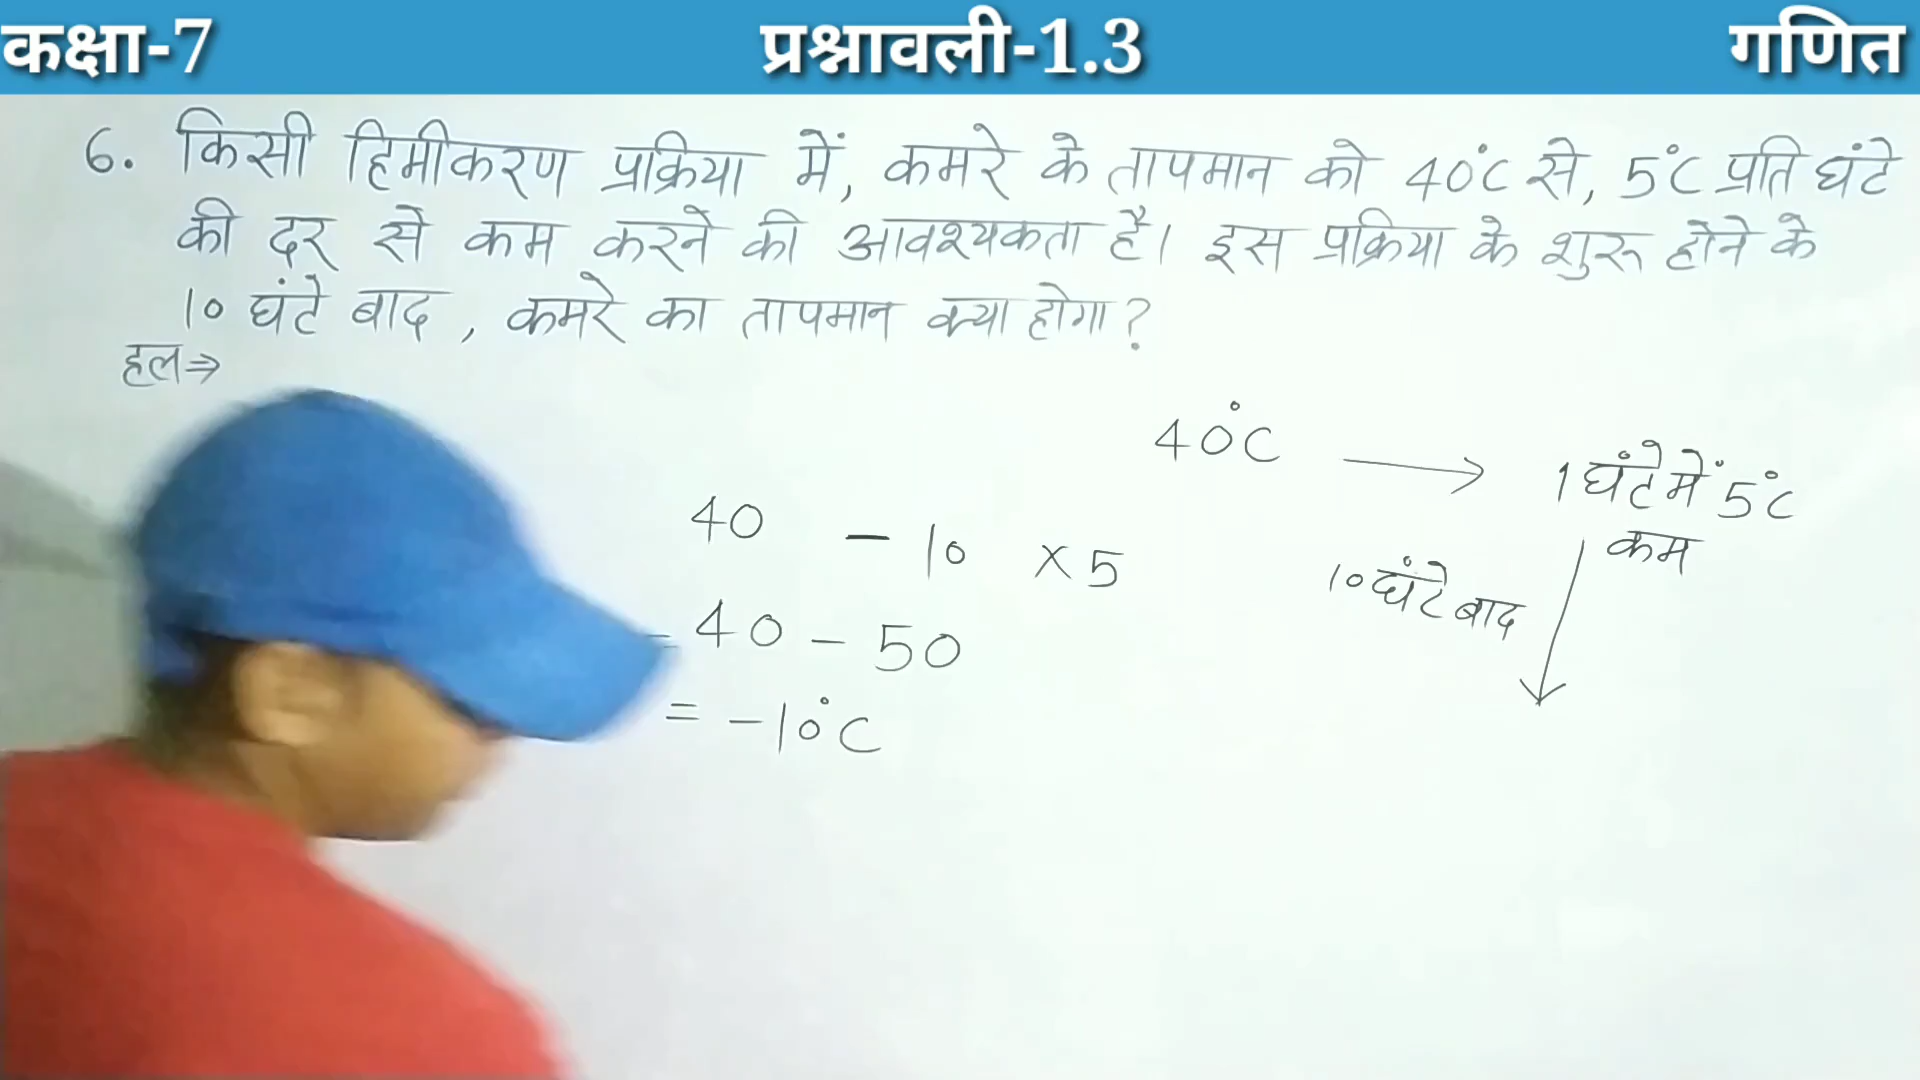 कक्षा-7 प्रश्नावली-1.3 गणित
6. किसी हिमीकरण प्रक्रिया में, कमरे के तापमान को 40°C से, 5°C प्रति घंटे
की दर से कम करने की आवश्यकता है। इस प्रक्रिया के शुरू होने के
10 घंटे बाद, कमरे का तापमान क्या होगा?
हल⇒
40°C → 1 घंटे में 5°C
कम
10 घंटे बाद
40 - 10 × 5
= 40 - 50
= -10°C